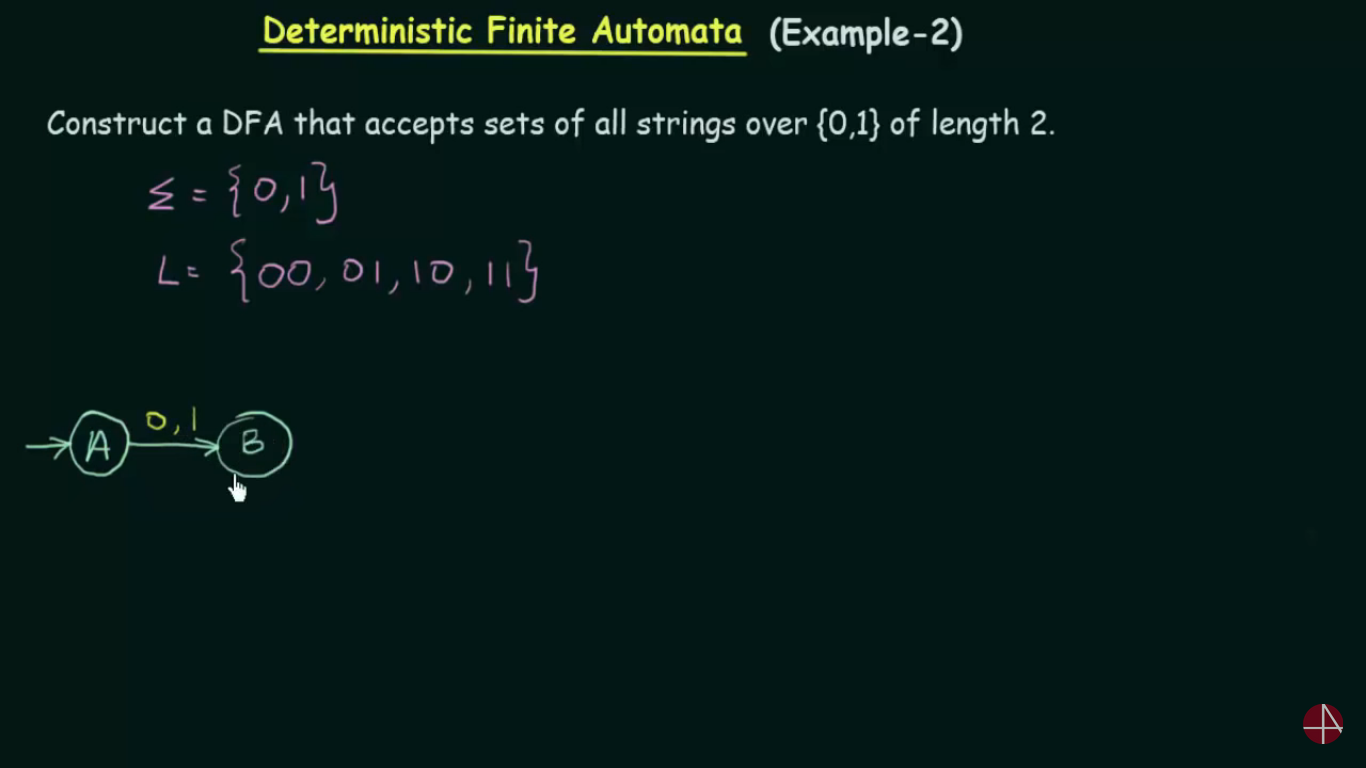 Deterministic Finite Automata (Example-2)
Construct a DFA that accepts sets of all strings over {0,1} of length 2.
Σ = {0,1}
L = {00, 01, 10, 11}
0,1
A B